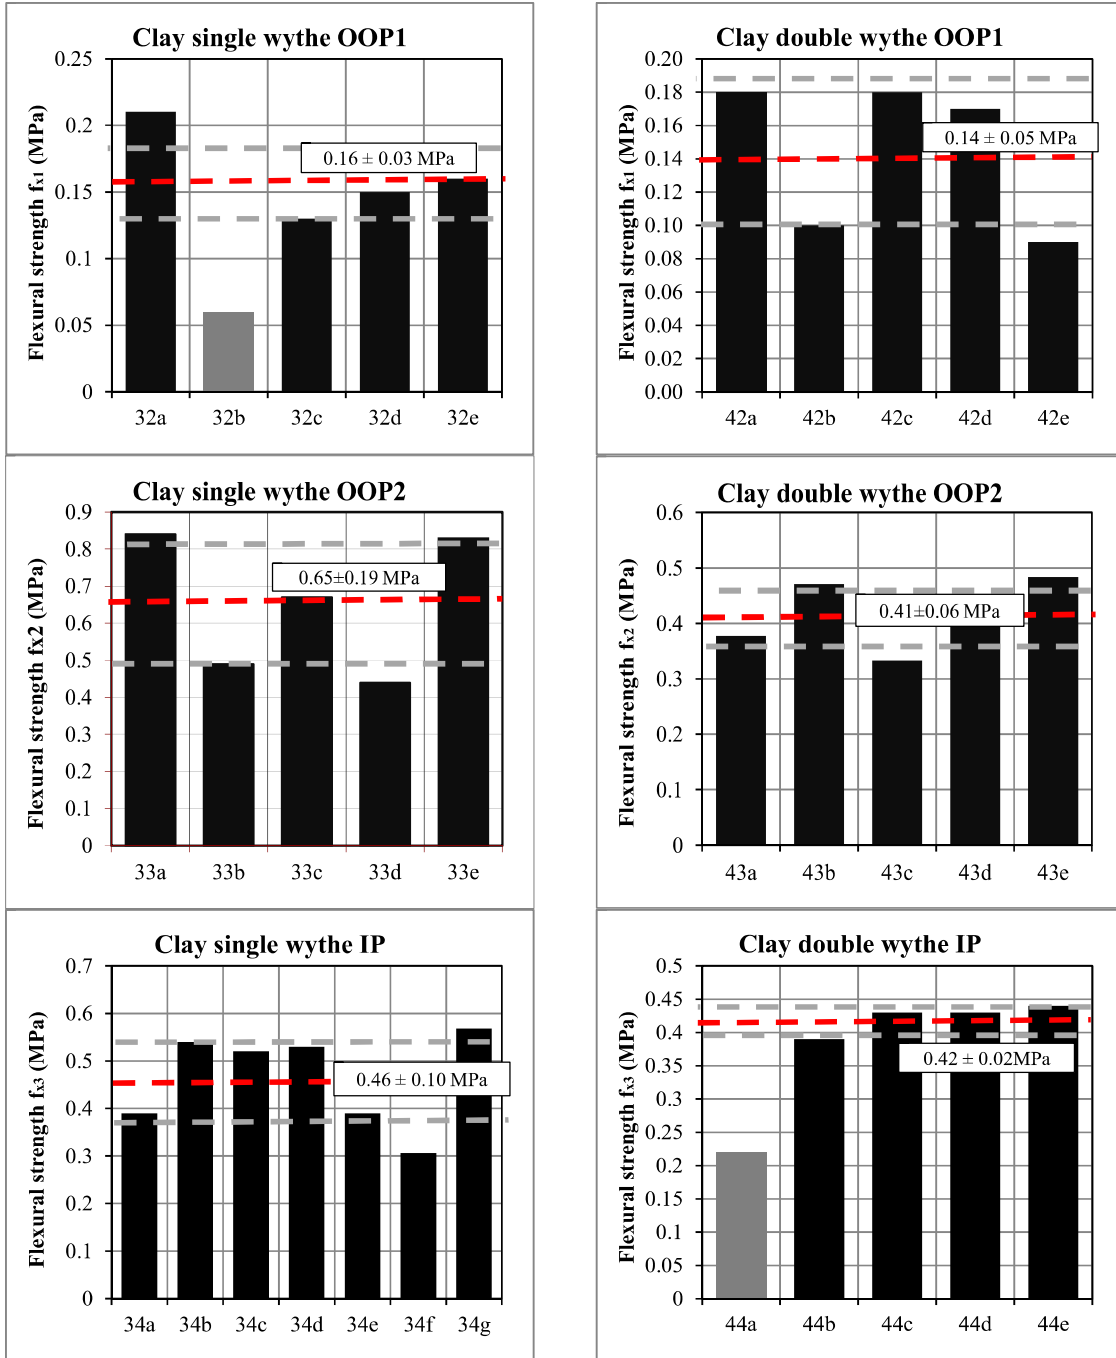 Clay single wythe OOP1
Flexural strength fx1 (MPa)
0.25
0.2
0.15
0.1
0.05
0
0.16 ± 0.03 MPa
32a 32b 32c 32d 32e
Clay double wythe OOP1
Flexural strength fx1 (MPa)
0.20
0.18
0.16
0.14
0.12
0.10
0.08
0.06
0.04
0.02
0.00
0.14 ± 0.05 MPa
42a 42b 42c 42d 42e
Clay single wythe OOP2
Flexural strength fx2 (MPa)
0.9
0.8
0.7
0.6
0.5
0.4
0.3
0.2
0.1
0
0.65±0.19 MPa
33a 33b 33c 33d 33e
Clay double wythe OOP2
Flexural strength fx2 (MPa)
0.6
0.5
0.4
0.3
0.2
0.1
0
0.41±0.06 MPa
43a 43b 43c 43d 43e
Clay single wythe IP
Flexural strength fx3 (MPa)
0.7
0.6
0.5
0.4
0.3
0.2
0.1
0
0.46 ± 0.10 MPa
34a 34b 34c 34d 34e 34f 34g
Clay double wythe IP
Flexural strength fx3 (MPa)
0.5
0.45
0.4
0.35
0.3
0.25
0.2
0.15
0.1
0.05
0
0.42 ± 0.02MPa
44a 44b 44c 44d 44e